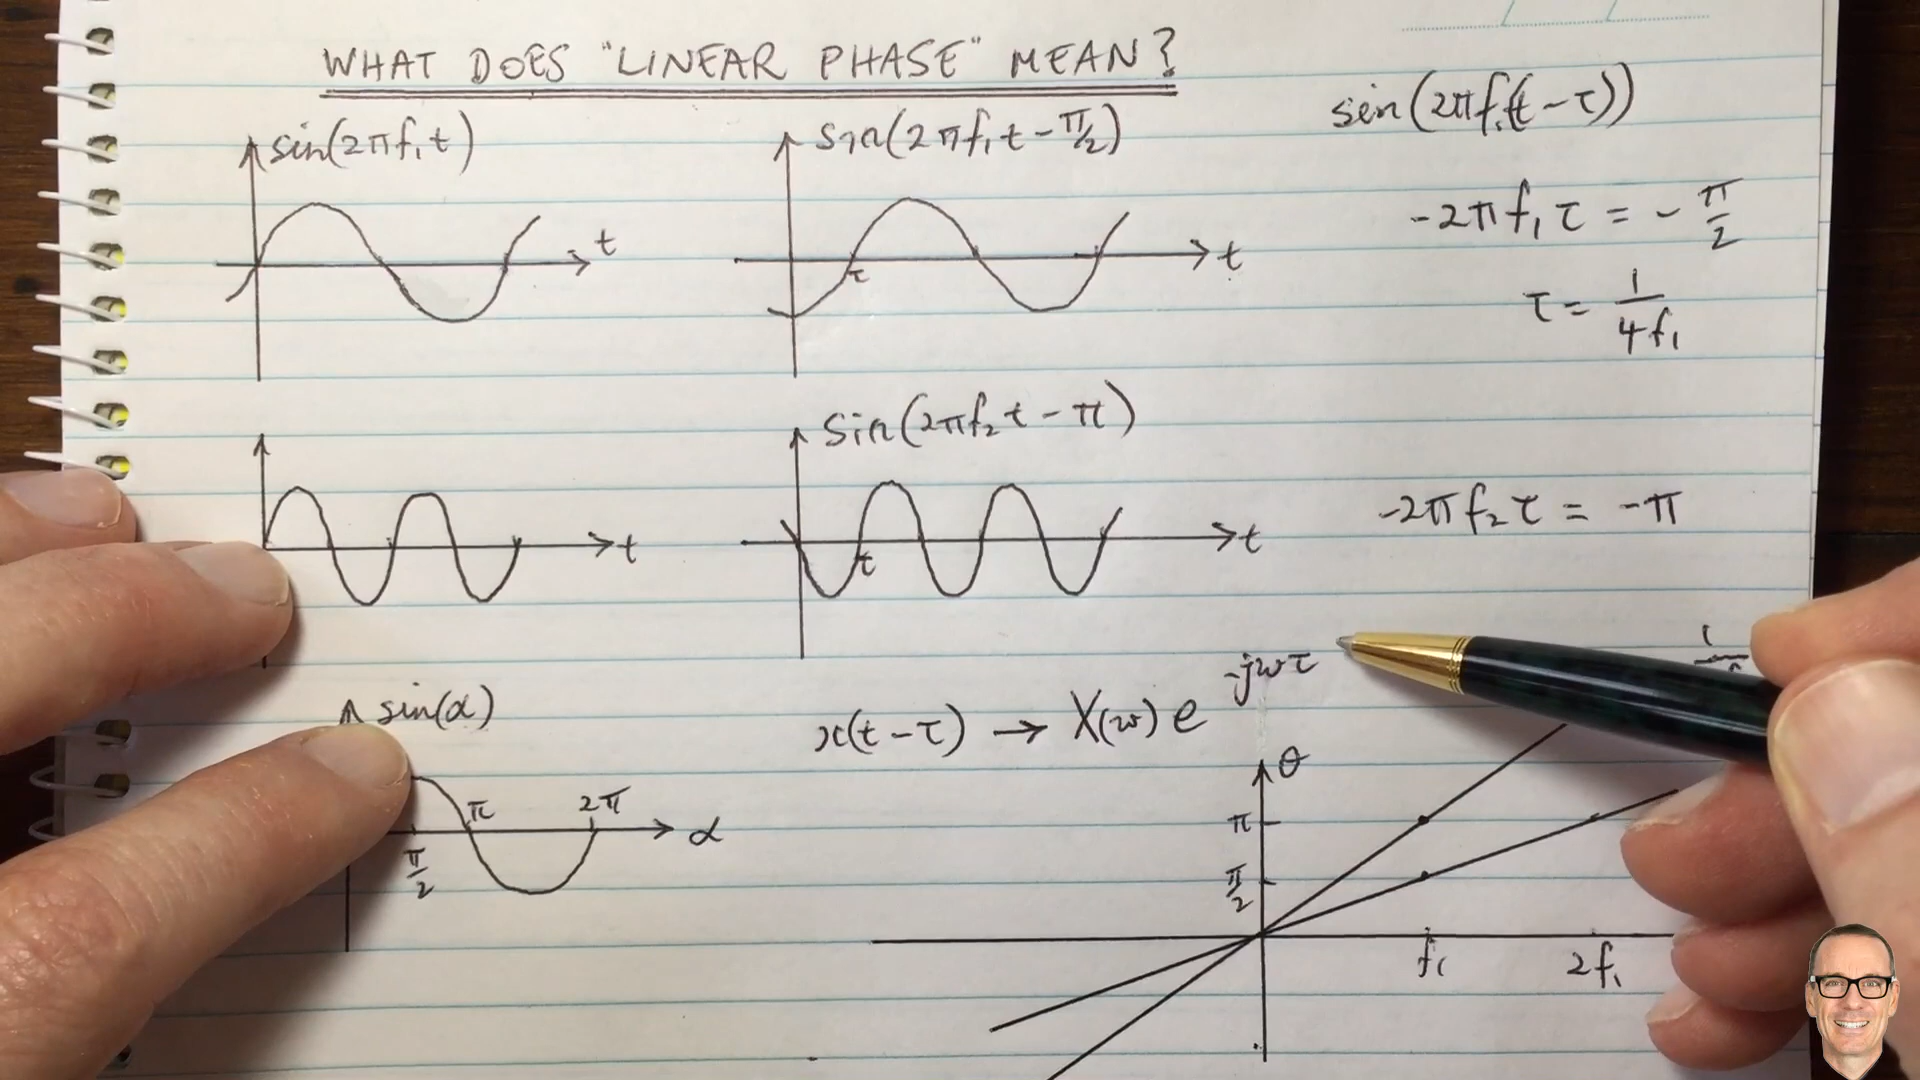 WHAT DOES "LINEAR PHASE" MEAN?
sin(2πf₁t)
t
sin(2πf₁t - π/2)
τ
t
sin(2πf₁(t - τ))
-2πf₁τ = - π/2
τ = 1/4f₁
t
sin(2πf₂t - π)
τ
t
-2πf₂τ = -π
sin(α)
π/2
π
2π
α
x(t - τ) → X(ω) e^-jωτ
θ
π
π/2
f₁
2f₁